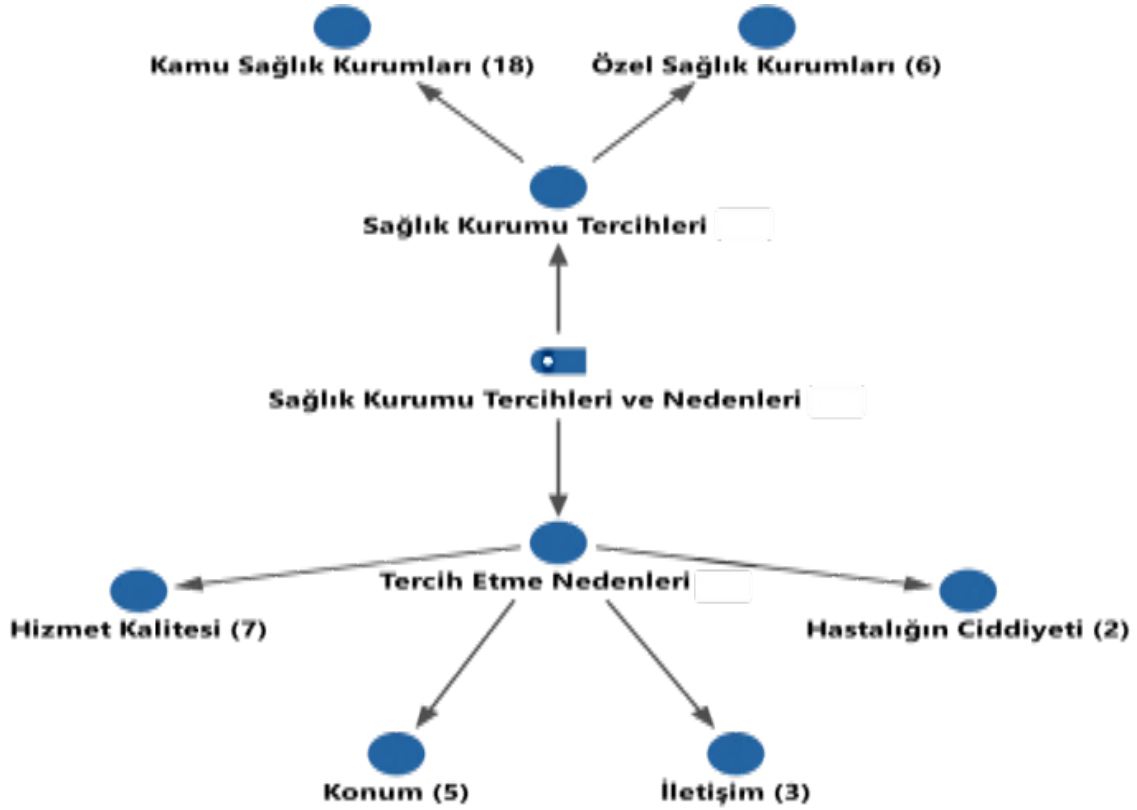 Kamu Sağlık Kurumları (18)
Özel Sağlık Kurumları (6)
Sağlık Kurumu Tercihleri
Sağlık Kurumu Tercihleri ve Nedenleri
Tercih Etme Nedenleri
Hizmet Kalitesi (7)
Hastalığın Ciddiyeti (2)
Konum (5)
İletişim (3)